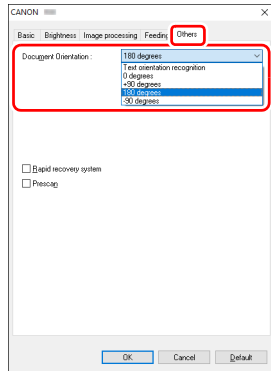 CANON
Basic Brightness Image processing Feeding Others
Document Orientation : 180 degrees
Text orientation recognition
0 degrees
+90 degrees
180 degrees
-90 degrees
Rapid recovery system
Prescan
OK Cancel Default